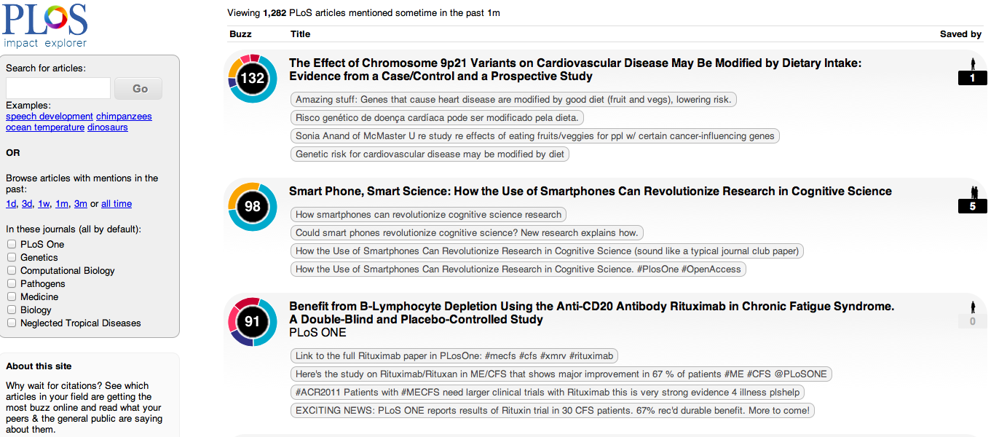 PLOS
impact explorer
Search for articles:
Go
Examples:
speech development chimpanzees
ocean temperature dinosaurs
OR
Browse articles with mentions in the
past:
1d, 3d, 1w, 1m, 3m or all time
In these journals (all by default):
PLoS One
Genetics
Computational Biology
Pathogens
Medicine
Biology
Neglected Tropical Diseases
About this site
Why wait for citations? See which
articles in your field are getting the
most buzz online and read what your
peers & the general public are saying
about them.
Viewing 1,282 PLoS articles mentioned sometime in the past 1m
Buzz Title Saved by
132
The Effect of Chromosome 9p21 Variants on Cardiovascular Disease May Be Modified by Dietary Intake:
Evidence from a Case/Control and a Prospective Study
1
Amazing stuff: Genes that cause heart disease are modified by good diet (fruit and vegs), lowering risk.
Risco genético de doença cardíaca pode ser modificado pela dieta.
Sonia Anand of McMaster U re study re effects of eating fruits/veggies for ppl w/ certain cancer-influencing genes
Genetic risk for cardiovascular disease may be modified by diet
98
Smart Phone, Smart Science: How the Use of Smartphones Can Revolutionize Research in Cognitive Science
5
How smartphones can revolutionize cognitive science research
Could smart phones revolutionize cognitive science? New research explains how.
How the Use of Smartphones Can Revolutionize Research in Cognitive Science (sound like a typical journal club paper)
How the Use of Smartphones Can Revolutionize Research in Cognitive Science. #PlosOne #OpenAccess
91
Benefit from B-Lymphocyte Depletion Using the Anti-CD20 Antibody Rituximab in Chronic Fatigue Syndrome.
A Double-Blind and Placebo-Controlled Study
PLoS ONE
0
Link to the full Rituximab paper in PLosOne: #mecfs #cfs #xmrv #rituximab
Here's the study on Rituximab/Rituxan in ME/CFS that shows major improvement in 67 % of patients #ME #CFS @PLoSONE
#ACR2011 Patients with #MECFS need larger clinical trials with Rituximab this is very strong evidence 4 illness plshelp
EXCITING NEWS: PLoS ONE reports results of Rituxin trial in 30 CFS patients. 67% rec'd durable benefit. More to come!